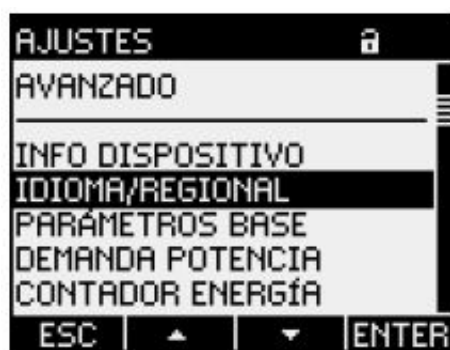 AJUSTES
AVANZADO
INFO DISPOSITIVO
IDIOMA/REGIONAL
PARÁMETROS BASE
DEMANDA POTENCIA
CONTADOR ENERGÍA
ESC ENTER